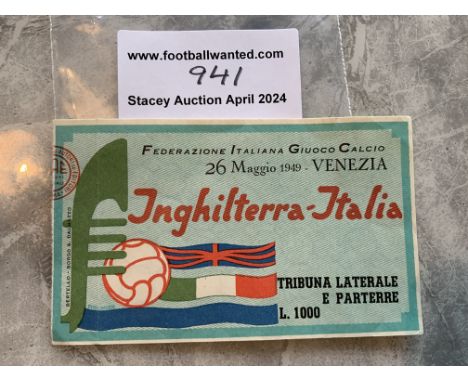 www.footballwanted.com
941
Stacey Auction April 2024
FEDERAZIONE ITALIANA GIUOCO CALCIO
26 MAGGIO 1949 - VENEZIA
Inghilterra-Italia
TRIBUNA LATERALE
E PARTERRE
L. 1000